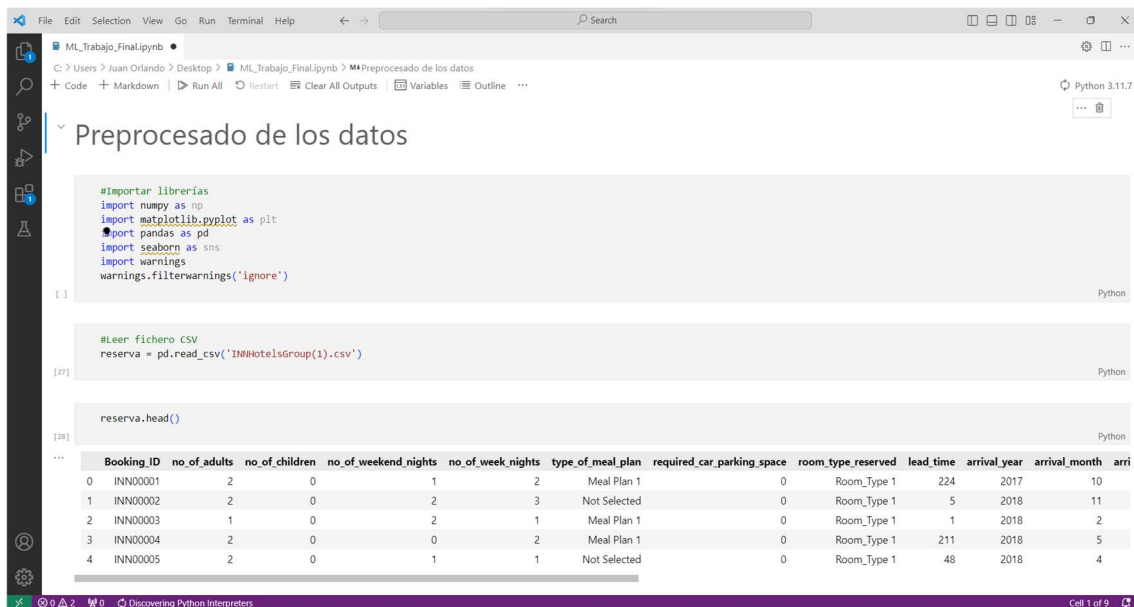 File Edit Selection View Go Run Terminal Help Search
ML_Trabajo_Final.ipynb
C: > Users > Juan Orlando > Desktop > ML_Trabajo_Final.ipynb > M↓Preprocesado de los datos
+ Code + Markdown Run All Restart Clear All Outputs Variables Outline ... Python 3.11.7
Preprocesado de los datos
#Importar librerías
import numpy as np
import matplotlib.pyplot as plt
import pandas as pd
import seaborn as sns
import warnings
warnings.filterwarnings('ignore')
[ ] Python
#Leer fichero CSV
reserva = pd.read_csv('INNHotelsGroup(1).csv')
[27] Python
reserva.head()
[28] Python
... Booking_ID no_of_adults no_of_children no_of_weekend_nights no_of_week_nights type_of_meal_plan required_car_parking_space room_type_reserved lead_time arrival_year arrival_month arri
0 INN00001 2 0 1 2 Meal Plan 1 0 Room_Type 1 224 2017 10
1 INN00002 2 0 2 3 Not Selected 0 Room_Type 1 5 2018 11
2 INN00003 1 0 2 1 Meal Plan 1 0 Room_Type 1 1 2018 2
3 INN00004 2 0 0 2 Meal Plan 1 0 Room_Type 1 211 2018 5
4 INN00005 2 0 1 1 Not Selected 0 Room_Type 1 48 2018 4
0 2 0 Discovering Python Interpreters Cell 1 of 9